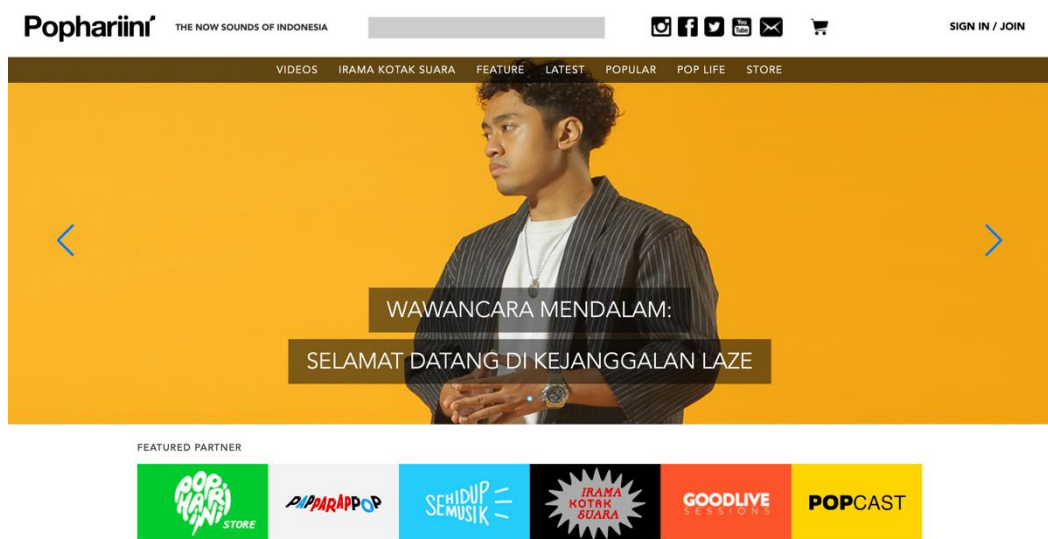 Pophariini
THE NOW SOUNDS OF INDONESIA
You
Tube
SIGN IN / JOIN
VIDEOS IRAMA KOTAK SUARA FEATURE LATEST POPULAR POP LIFE STORE
WAWANCARA MENDALAM:
SELAMAT DATANG DI KEJANGGALAN LAZE
FEATURED PARTNER
POP
HARI
INI
STORE
PAPPARAPPOP
SEHIDUP
SEMUSIK
IRAMA
KOTAK
SUARA
GOODLIVE
SESSIONS
POPCAST